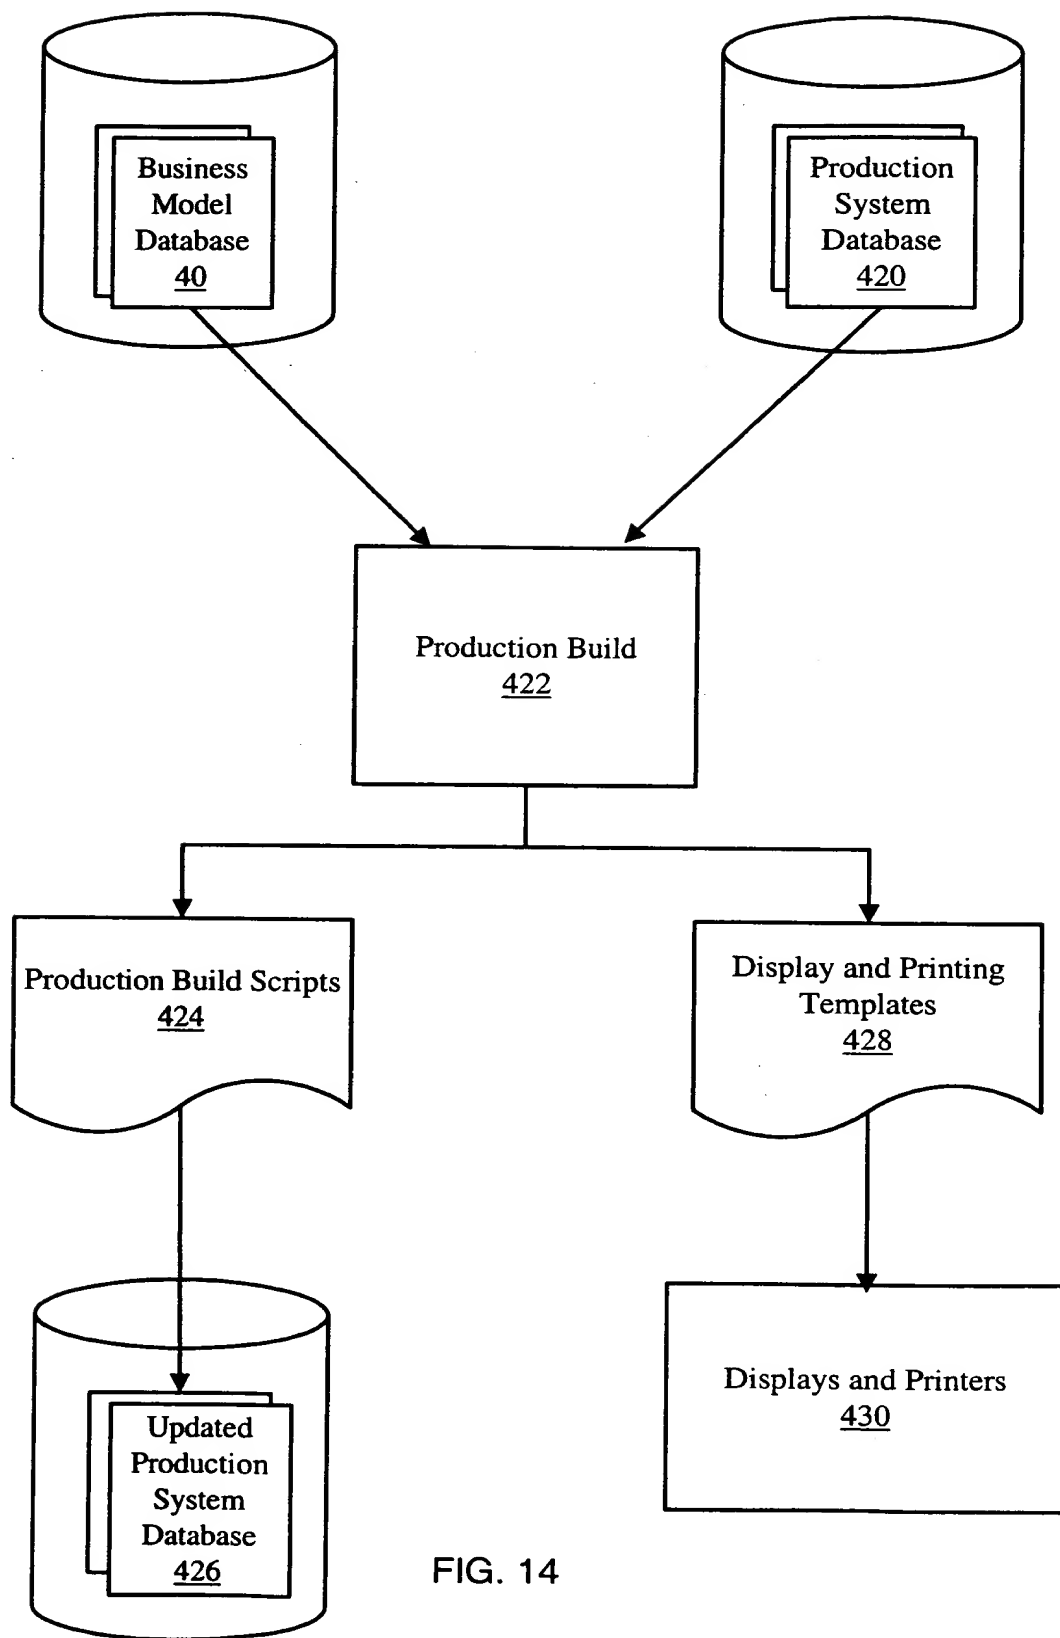 Business
Model
Database
40
Production
System
Database
420
Production Build
422
Production Build Scripts
424
Display and Printing
Templates
428
Updated
Production
System
Database
426
Displays and Printers
430
FIG. 14